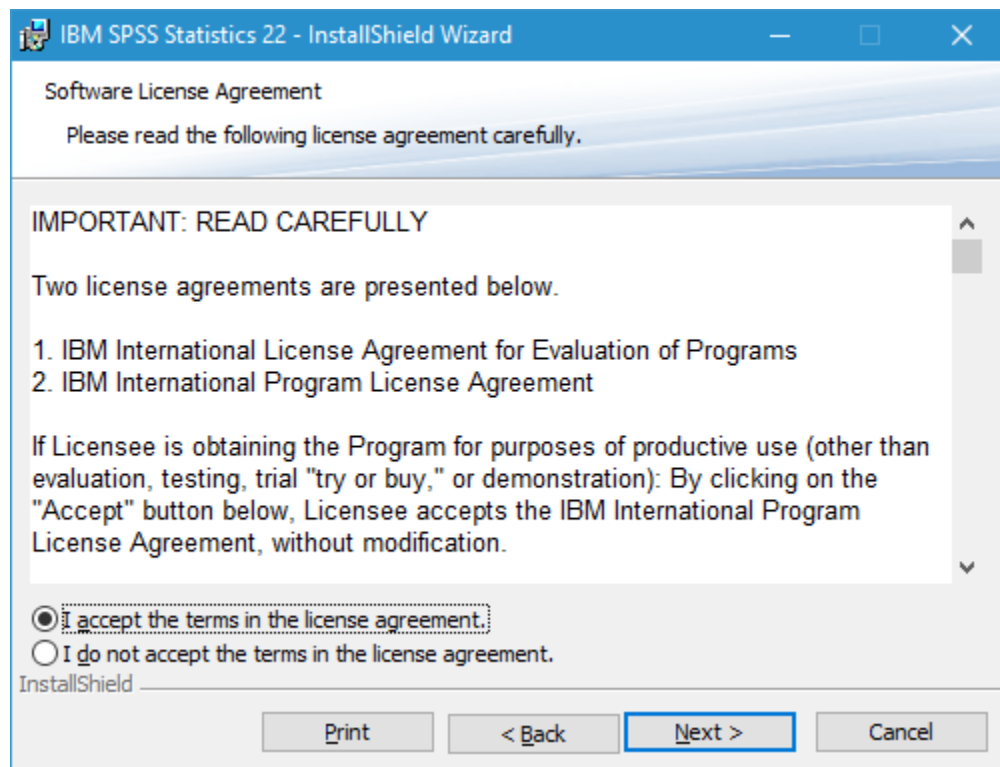 IBM SPSS Statistics 22 - InstallShield Wizard
Software License Agreement
Please read the following license agreement carefully.
IMPORTANT: READ CAREFULLY
Two license agreements are presented below.
1. IBM International License Agreement for Evaluation of Programs
2. IBM International Program License Agreement
If Licensee is obtaining the Program for purposes of productive use (other than
evaluation, testing, trial "try or buy," or demonstration): By clicking on the
"Accept" button below, Licensee accepts the IBM International Program
License Agreement, without modification.
I accept the terms in the license agreement.
I do not accept the terms in the license agreement.
InstallShield
Print < Back Next > Cancel